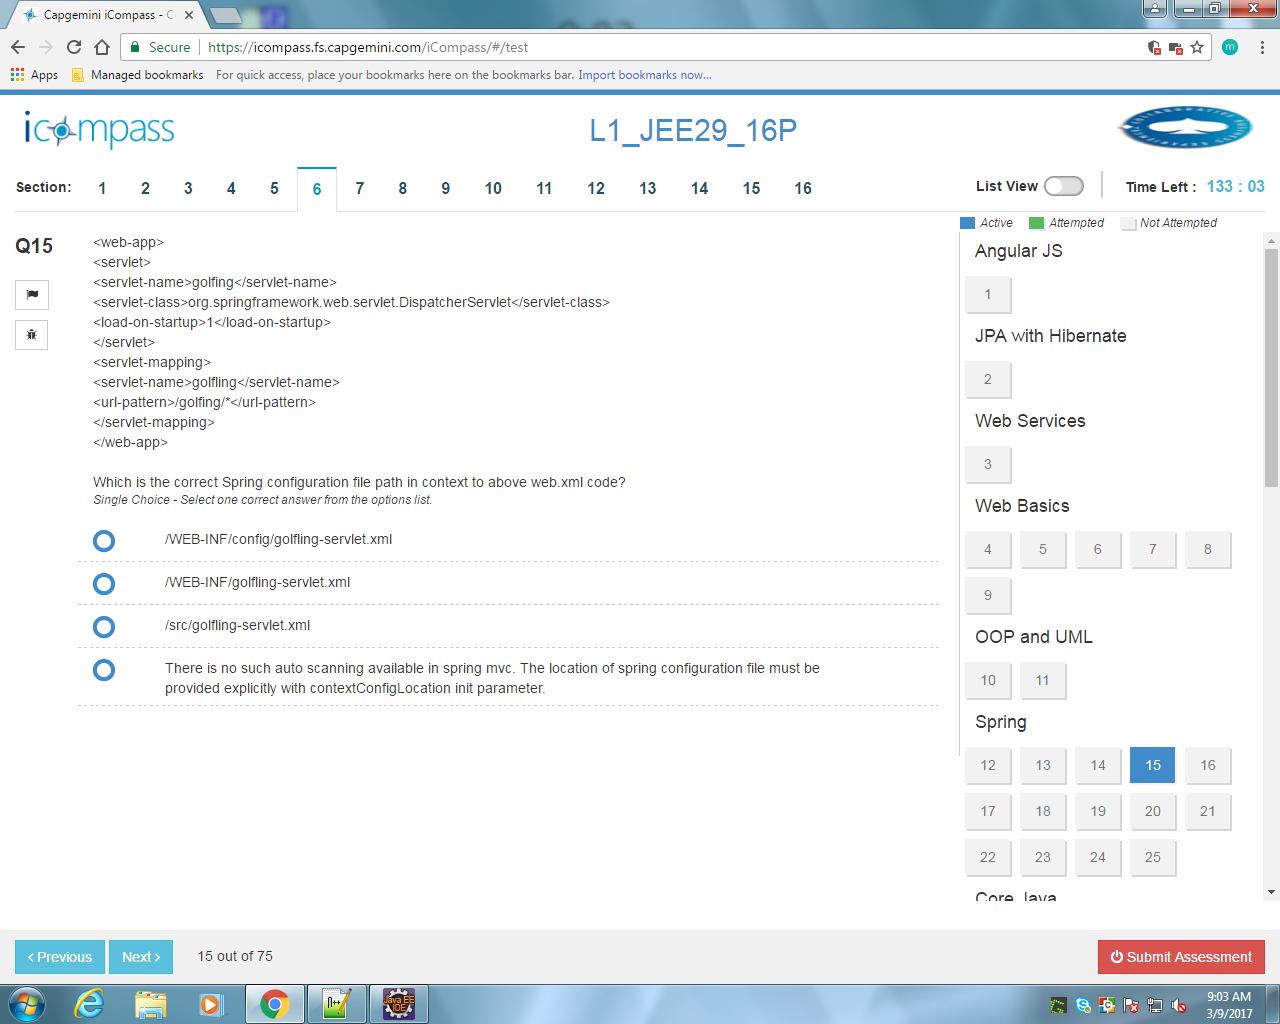 Capgemini iCompass - C
Secure
https://icompass.fs.capgemini.com/iCompass/#/test
m
Apps
Managed bookmarks
For quick access, place your bookmarks here on the bookmarks bar. Import bookmarks now...
icompass
L1_JEE29_16P
Section: 1 2 3 4 5 6 7 8 9 10 11 12 13 14 15 16
List View
Time Left : 133 : 03
Active Attempted Not Attempted
Q15
<web-app>
<servlet>
<servlet-name>golfing</servlet-name>
<servlet-class>org.springframework.web.servlet.DispatcherServlet</servlet-class>
<load-on-startup>1</load-on-startup>
</servlet>
<servlet-mapping>
<servlet-name>golfling</servlet-name>
<url-pattern>/golfing/*</url-pattern>
</servlet-mapping>
</web-app>
Which is the correct Spring configuration file path in context to above web.xml code?
Single Choice - Select one correct answer from the options list.
/WEB-INF/config/golfling-servlet.xml
/WEB-INF/golfling-servlet.xml
/src/golfling-servlet.xml
There is no such auto scanning available in spring mvc. The location of spring configuration file must be
provided explicitly with contextConfigLocation init parameter.
Angular JS
1
JPA with Hibernate
2
Web Services
3
Web Basics
4 5 6 7 8
9
OOP and UML
10 11
Spring
12 13 14 15 16
17 18 19 20 21
22 23 24 25
Core Java
Previous
Next
15 out of 75
Submit Assessment
N++
Java EE
IDE
9:03 AM
3/9/2017